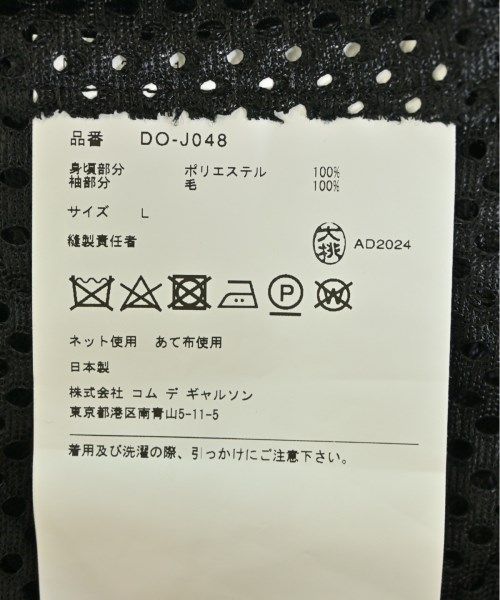 品番 DO-J048
身頃部分 ポリエステル 100%
袖部分 毛 100%
サイズ L
縫製責任者 大桃 AD2024
P W
ネット使用 あて布使用
日本製
株式会社 コム デ ギャルソン
東京都港区南青山5-11-5
着用及び洗濯の際、引っかけにご注意下さい。